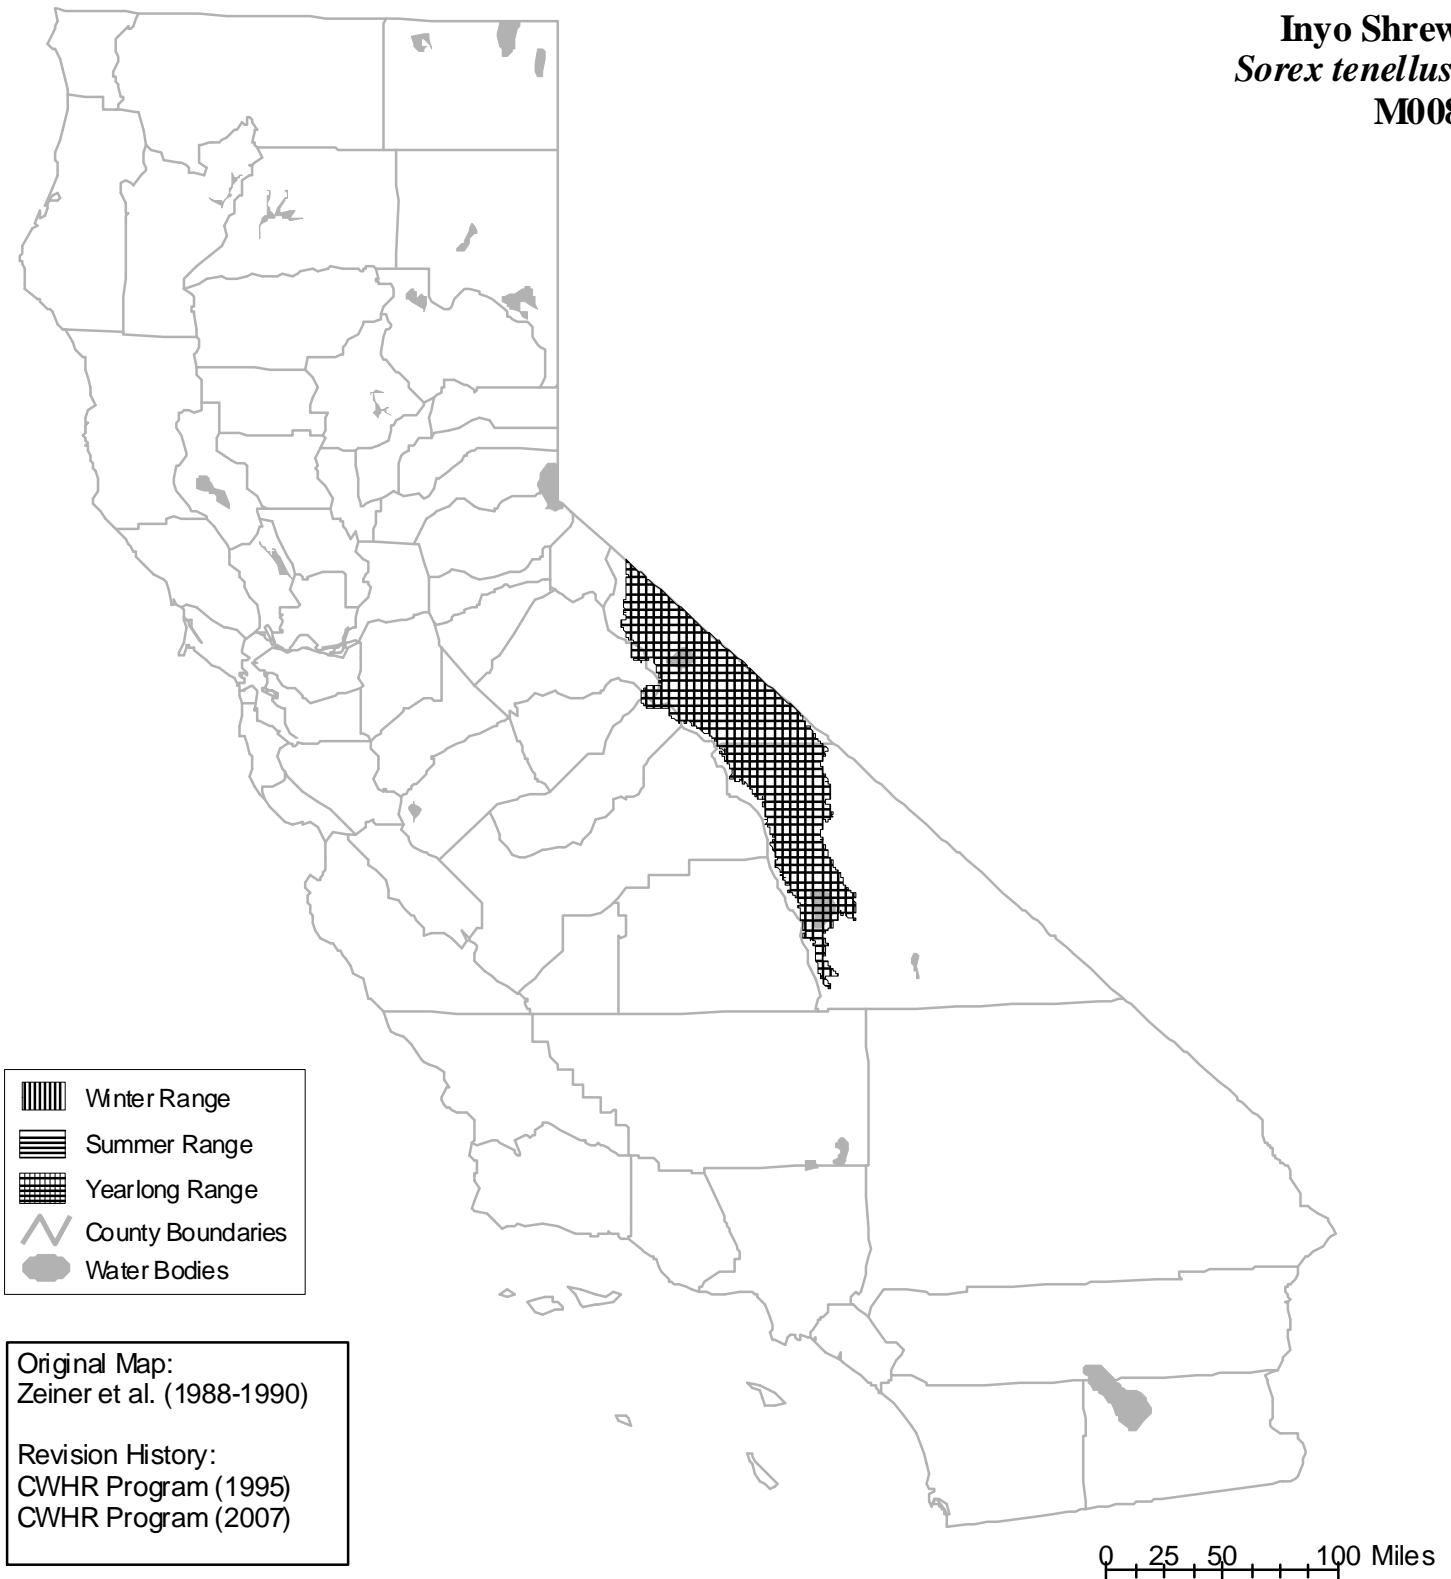 Inyo Shrew
Sorex tenellus
M008
Winter Range
Summer Range
Yearlong Range
County Boundaries
Water Bodies
Original Map:
Zeiner et al. (1988-1990)
Revision History:
CWHR Program (1995)
CWHR Program (2007)
0 25 50 100 Miles